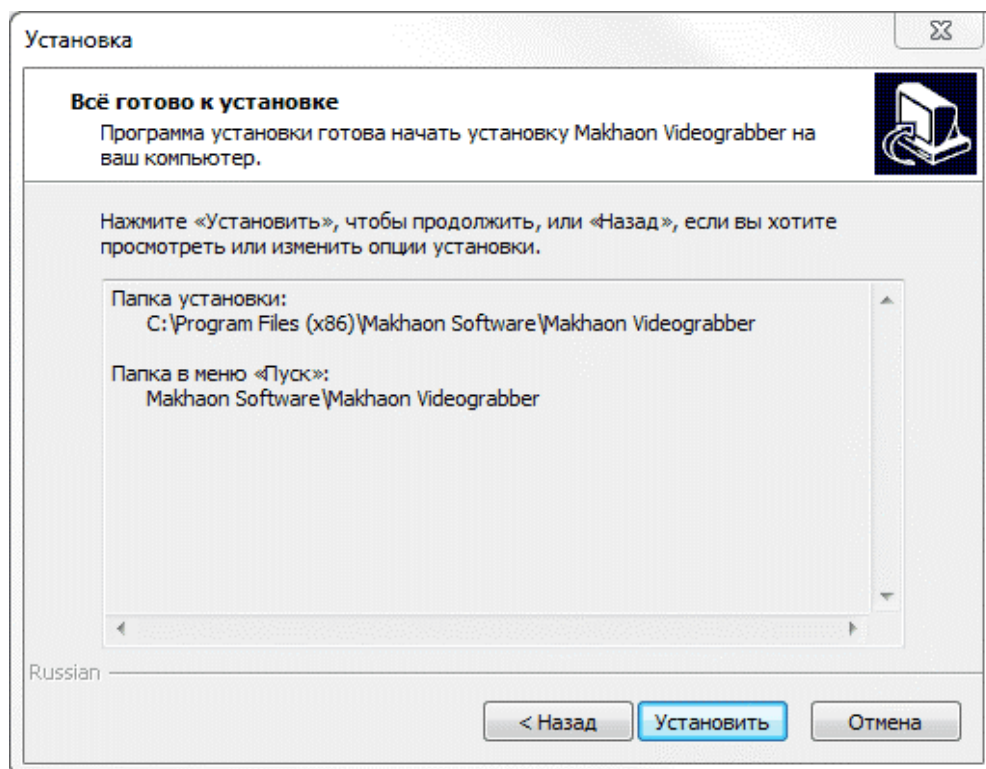 Установка
Всё готово к установке
Программа установки готова начать установку Makhaon Videograbber на
ваш компьютер.
Нажмите «Установить», чтобы продолжить, или «Назад», если вы хотите
просмотреть или изменить опции установки.
Папка установки:
C:\Program Files (x86)\Makhaon Software\Makhaon Videograbber
Папка в меню «Пуск»:
Makhaon Software\Makhaon Videograbber
Russian
< Назад
Установить
Отмена